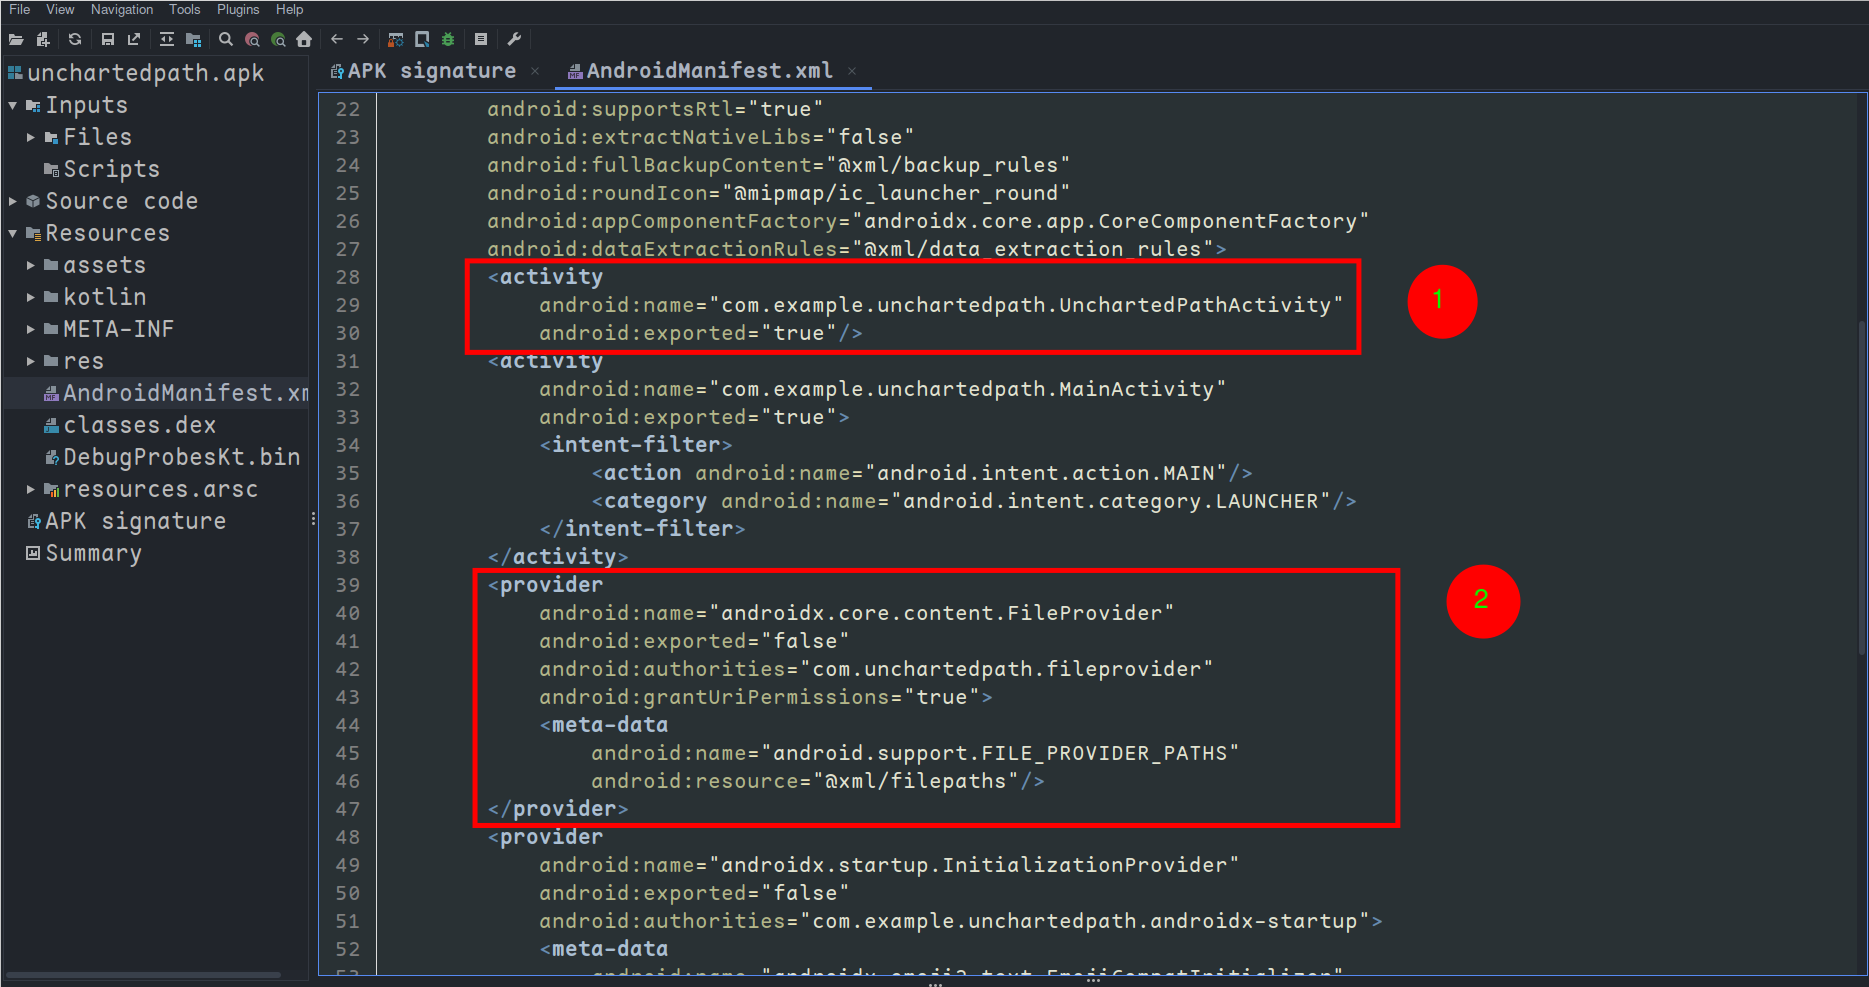 File View Navigation Tools Plugins Help
unchartedpath.apk
Inputs
Files
Scripts
Source code
Resources
assets
kotlin
META-INF
res
AndroidManifest.xm
classes.dex
DebugProbesKt.bin
resources.arsc
APK signature
Summary
APK signature × AndroidManifest.xml ×
22 android:supportsRtl="true"
23 android:extractNativeLibs="false"
24 android:fullBackupContent="@xml/backup_rules"
25 android:roundIcon="@mipmap/ic_launcher_round"
26 android:appComponentFactory="androidx.core.app.CoreComponentFactory"
27 android:dataExtractionRules="@xml/data_extraction_rules">
28 <activity
29 android:name="com.example.unchartedpath.UnchartedPathActivity"
30 android:exported="true"/>
31 <activity
32 android:name="com.example.unchartedpath.MainActivity"
33 android:exported="true">
34 <intent-filter>
35 <action android:name="android.intent.action.MAIN"/>
36 <category android:name="android.intent.category.LAUNCHER"/>
37 </intent-filter>
38 </activity>
39 <provider
40 android:name="androidx.core.content.FileProvider"
41 android:exported="false"
42 android:authorities="com.unchartedpath.fileprovider"
43 android:grantUriPermissions="true">
44 <meta-data
45 android:name="android.support.FILE_PROVIDER_PATHS"
46 android:resource="@xml/filepaths"/>
47 </provider>
48 <provider
49 android:name="androidx.startup.InitializationProvider"
50 android:exported="false"
51 android:authorities="com.example.unchartedpath.androidx-startup">
52 <meta-data
53 android:name="androidx.emoji2.text.EmojiCompatInitializer"
1
2